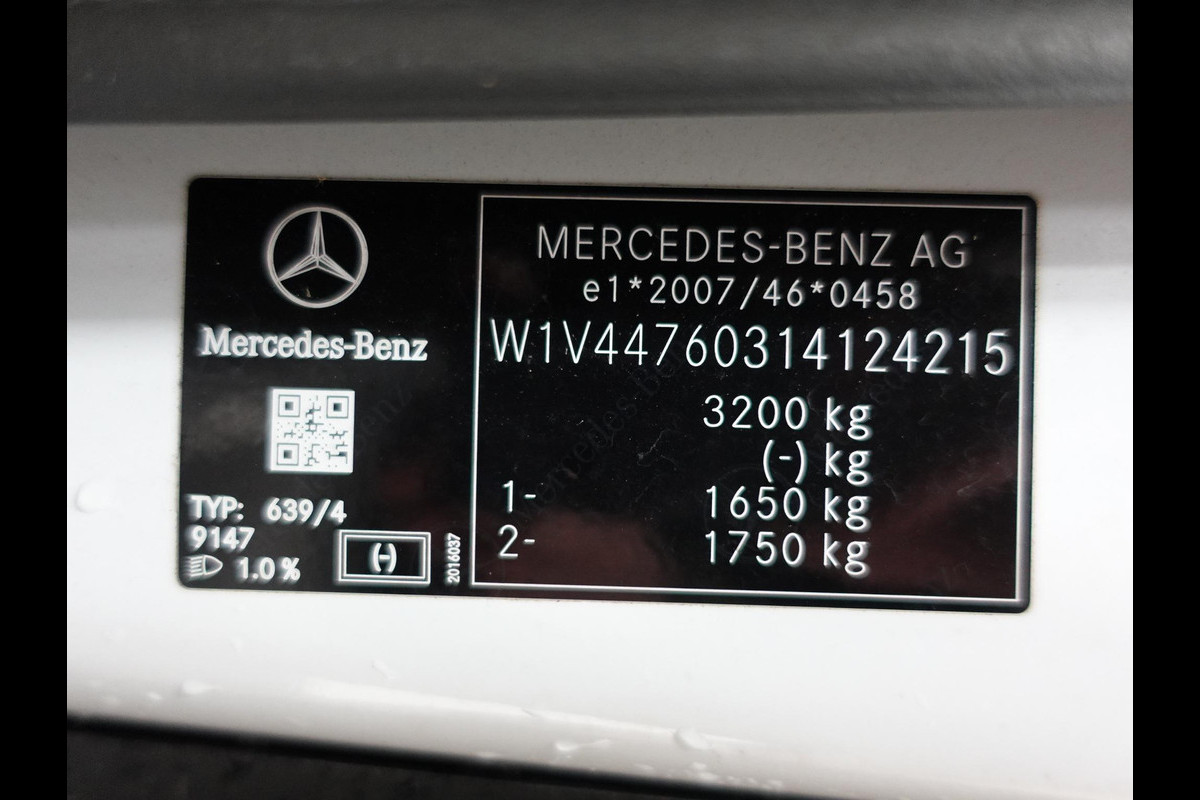 Mercedes-Benz
TYP: 639/4
9147
1.0 %
(-)
2016037
MERCEDES-BENZ AG
e1*2007/46*0458
W1V44760314124215
3200 kg
(-) kg
1- 1650 kg
2- 1750 kg